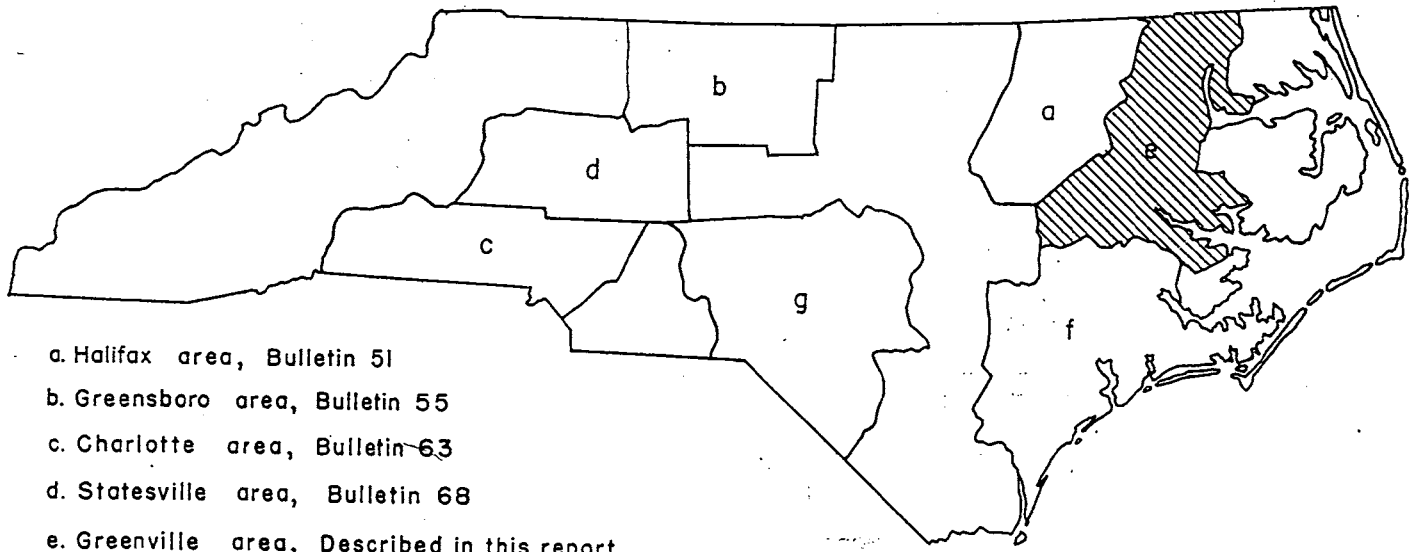 b
a
e
d
c
g
f
a. Halifax area, Bulletin 51
b. Greensboro area, Bulletin 55
c. Charlotte area, Bulletin 63
d. Statesville area, Bulletin 68
e. Greenville area, Described in this report